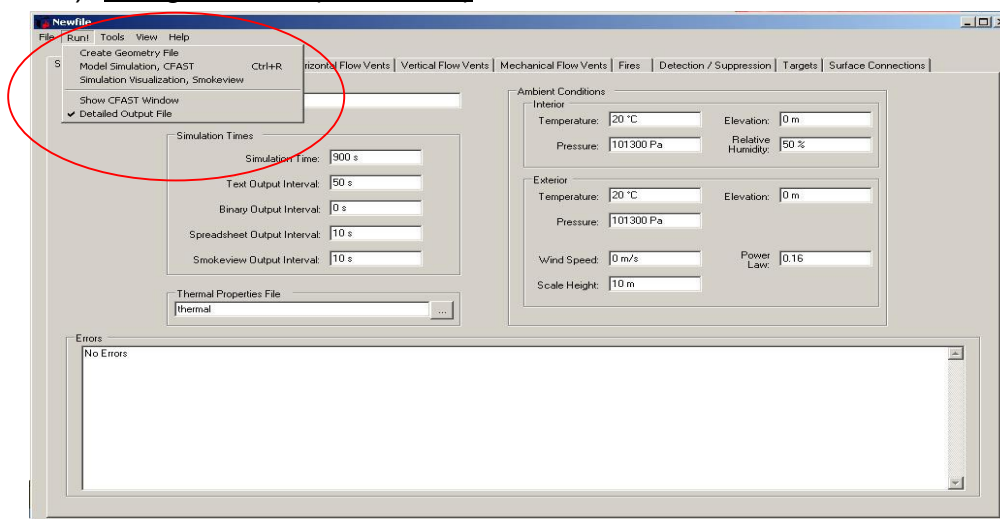 Newfile
File Run! Tools View Help
Create Geometry File
Model Simulation, CFAST Ctrl+R
Simulation Visualization, Smokeview
Show CFAST Window
Detailed Output File
Vertical Flow Vents Mechanical Flow Vents Fires Detection / Suppression Targets Surface Connections
Simulation Times
Simulation Time: 900 s
Text Output Interval: 50 s
Binary Output Interval: 0 s
Spreadsheet Output Interval: 10 s
Smokeview Output Interval: 10 s
Thermal Properties File
thermal ...
Ambient Conditions
Interior
Temperature: 20 °C Elevation: 0 m
Pressure: 101300 Pa Relative Humidity: 50 %
Exterior
Temperature: 20 °C Elevation: 0 m
Pressure: 101300 Pa
Wind Speed: 0 m/s Power Law: 0.16
Scale Height: 10 m
Errors
No Errors